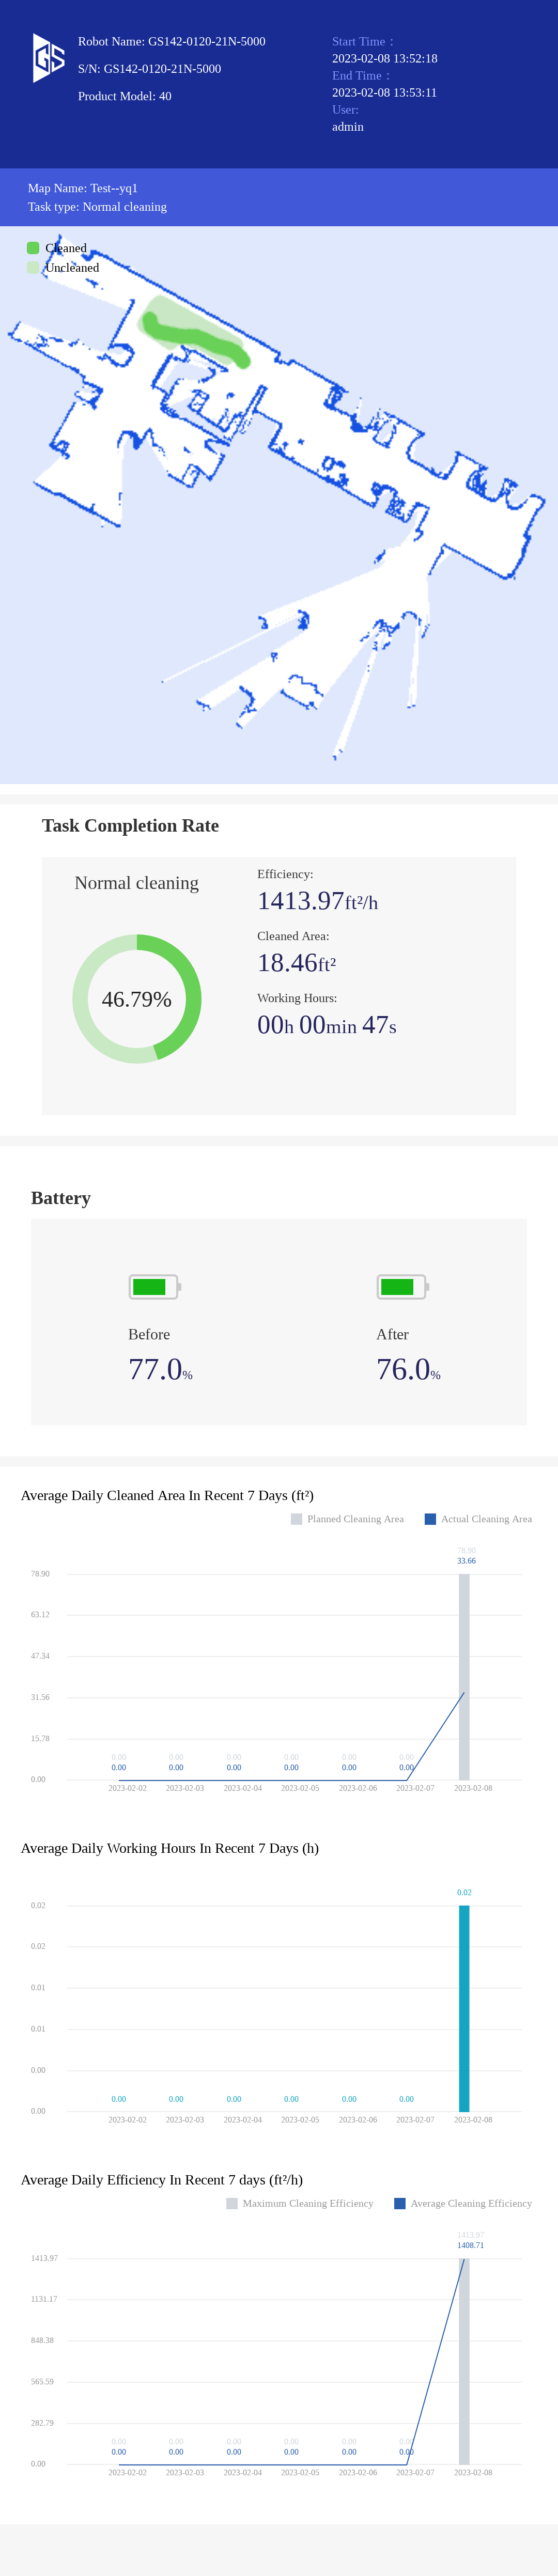 GS
Robot Name: GS142-0120-21N-5000
S/N: GS142-0120-21N-5000
Product Model: 40
Start Time：
2023-02-08 13:52:18
End Time：
2023-02-08 13:53:11
User:
admin
Map Name: Test--yq1
Task type: Normal cleaning
Cleaned
Uncleaned
Task Completion Rate
Normal cleaning
46.79%
Efficiency:
1413.97ft²/h
Cleaned Area:
18.46ft²
Working Hours:
00h 00min 47s
Battery
Before
77.0%
After
76.0%
Average Daily Cleaned Area In Recent 7 Days (ft²)
Planned Cleaning Area Actual Cleaning Area
78.90
33.66
78.90
63.12
47.34
31.56
15.78
0.00 0.00 0.00 0.00 0.00 0.00
0.00 0.00 0.00 0.00 0.00 0.00
0.00
2023-02-02 2023-02-03 2023-02-04 2023-02-05 2023-02-06 2023-02-07 2023-02-08
Average Daily Working Hours In Recent 7 Days (h)
0.02
0.02
0.02
0.01
0.01
0.00
0.00 0.00 0.00 0.00 0.00 0.00
0.00
2023-02-02 2023-02-03 2023-02-04 2023-02-05 2023-02-06 2023-02-07 2023-02-08
Average Daily Efficiency In Recent 7 days (ft²/h)
Maximum Cleaning Efficiency Average Cleaning Efficiency
1413.97
1408.71
1413.97
1131.17
848.38
565.59
282.79
0.00 0.00 0.00 0.00 0.00 0.00
0.00 0.00 0.00 0.00 0.00 0.00
0.00
2023-02-02 2023-02-03 2023-02-04 2023-02-05 2023-02-06 2023-02-07 2023-02-08